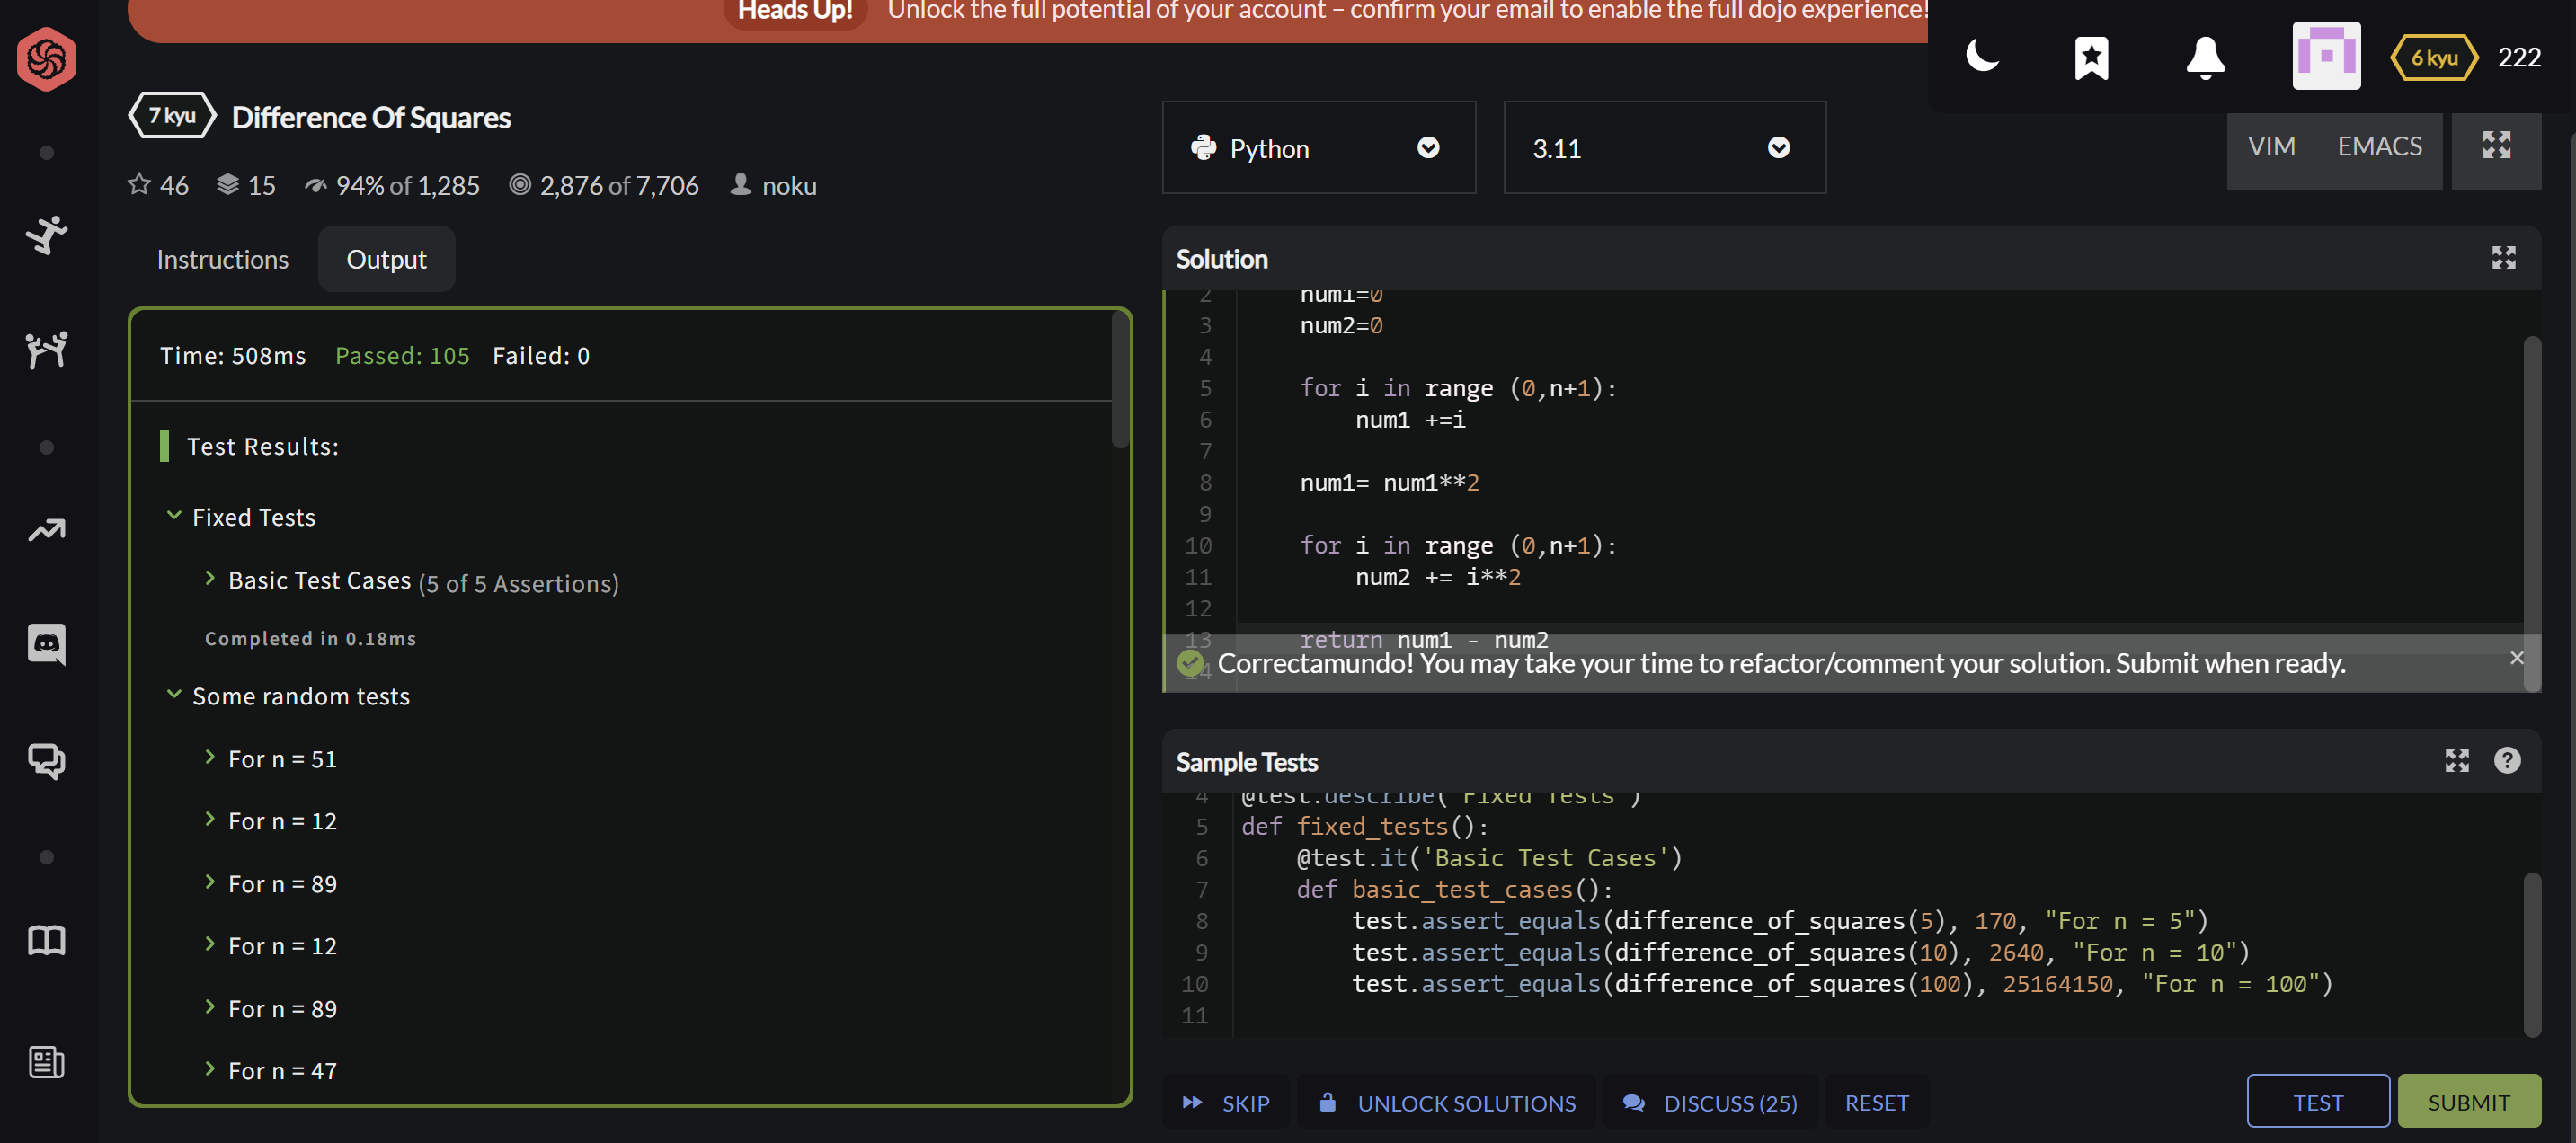 Heads Up! Unlock the full potential of your account – confirm your email to enable the full dojo experience!
6 kyu 222
7 kyu Difference Of Squares
46 15 94% of 1,285 2,876 of 7,706 noku
Python 3.11
VIM EMACS
Instructions Output
Time: 508ms Passed: 105 Failed: 0
Test Results:
Fixed Tests
Basic Test Cases (5 of 5 Assertions)
Completed in 0.18ms
Some random tests
For n = 51
For n = 12
For n = 89
For n = 12
For n = 89
For n = 47
Solution
2 num1=0
3 num2=0
4
5 for i in range (0,n+1):
6 num1 +=i
7
8 num1= num1**2
9
10 for i in range (0,n+1):
11 num2 += i**2
12
13 return num1 - num2
14
Correctamundo! You may take your time to refactor/comment your solution. Submit when ready.
Sample Tests
4 @test.describe('Fixed Tests')
5 def fixed_tests():
6 @test.it('Basic Test Cases')
7 def basic_test_cases():
8 test.assert_equals(difference_of_squares(5), 170, "For n = 5")
9 test.assert_equals(difference_of_squares(10), 2640, "For n = 10")
10 test.assert_equals(difference_of_squares(100), 25164150, "For n = 100")
11
SKIP UNLOCK SOLUTIONS DISCUSS (25) RESET TEST SUBMIT